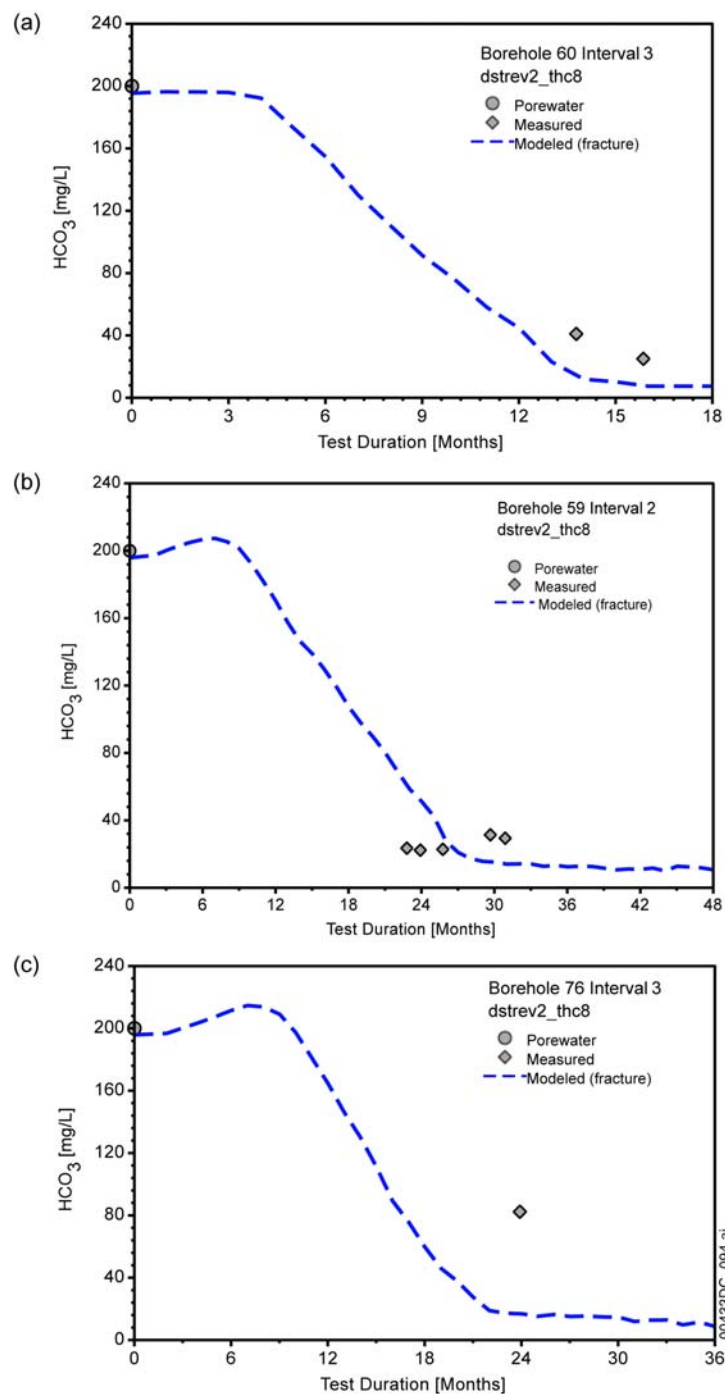 (a)
240
200
160
120
80
40
0
HCO3 [mg/L]
Borehole 60 Interval 3
dstrev2_thc8
Porewater
Measured
Modeled (fracture)
0 3 6 9 12 15 18
Test Duration [Months]
(b)
240
200
160
120
80
40
0
HCO3 [mg/L]
Borehole 59 Interval 2
dstrev2_thc8
Porewater
Measured
Modeled (fracture)
0 6 12 18 24 30 36 42 48
Test Duration [Months]
(c)
240
200
160
120
80
40
0
HCO3 [mg/L]
Borehole 76 Interval 3
dstrev2_thc8
Porewater
Measured
Modeled (fracture)
0 6 12 18 24 30 36
Test Duration [Months]